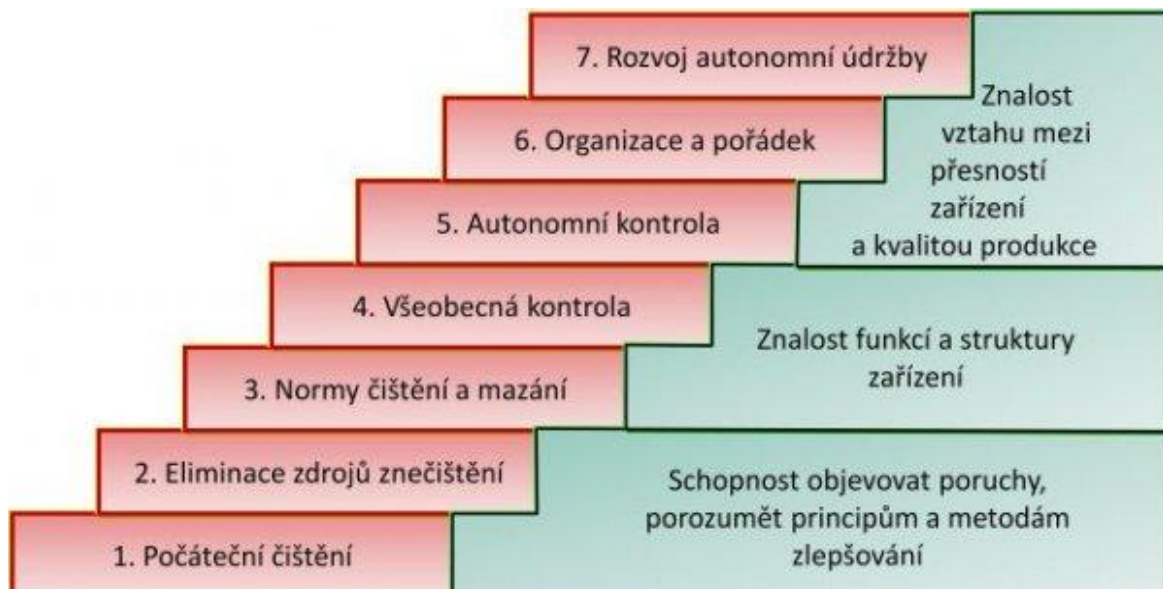 7. Rozvoj autonomní údržby
6. Organizace a pořádek
5. Autonomní kontrola
4. Všeobecná kontrola
3. Normy čištění a mazání
2. Eliminace zdrojů znečištění
1. Počáteční čištění
Znalost
vztahu mezi
přesností
zařízení
a kvalitou produkce
Znalost funkcí a struktury
zařízení
Schopnost objevovat poruchy,
porozumět principům a metodám
zlepšování